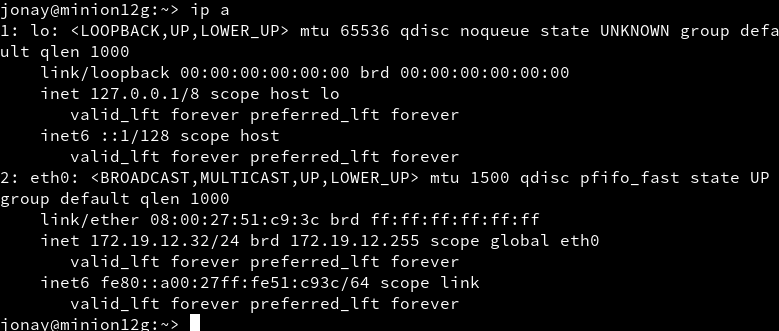 jonay@minion12g:~> ip a
1: lo: <LOOPBACK,UP,LOWER_UP> mtu 65536 qdisc noqueue state UNKNOWN group defa
ult qlen 1000
    link/loopback 00:00:00:00:00:00 brd 00:00:00:00:00:00
    inet 127.0.0.1/8 scope host lo
       valid_lft forever preferred_lft forever
    inet6 ::1/128 scope host
       valid_lft forever preferred_lft forever
2: eth0: <BROADCAST,MULTICAST,UP,LOWER_UP> mtu 1500 qdisc pfifo_fast state UP
group default qlen 1000
    link/ether 08:00:27:51:c9:3c brd ff:ff:ff:ff:ff:ff
    inet 172.19.12.32/24 brd 172.19.12.255 scope global eth0
       valid_lft forever preferred_lft forever
    inet6 fe80::a00:27ff:fe51:c93c/64 scope link
       valid_lft forever preferred_lft forever
jonay@minion12g:~>